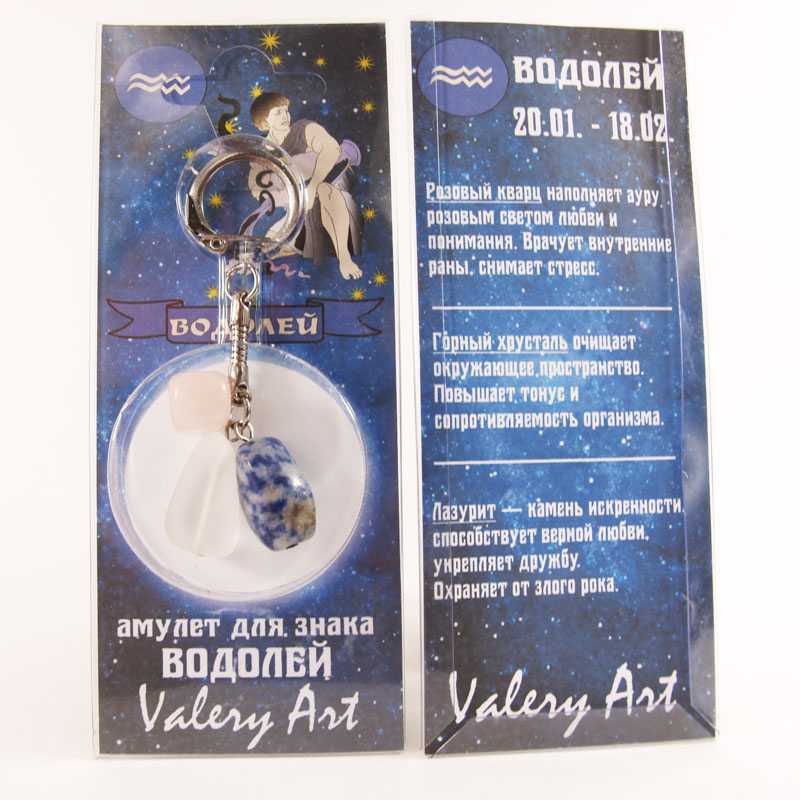 ВОДОЛЕЙ
амулет для знака
ВОДОЛЕЙ
Valery Art
ВОДОЛЕЙ
20.01. - 18.02.
Розовый кварц наполняет ауру
розовым светом любви и
понимания. Врачует внутренние
раны, снимает стресс.
Горный хрусталь очищает
окружающее пространство.
Повышает тонус и
сопротивляемость организма.
Лазурит — камень искренности,
способствует верной любви,
укрепляет дружбу.
Охраняет от злого рока.
Valery Art